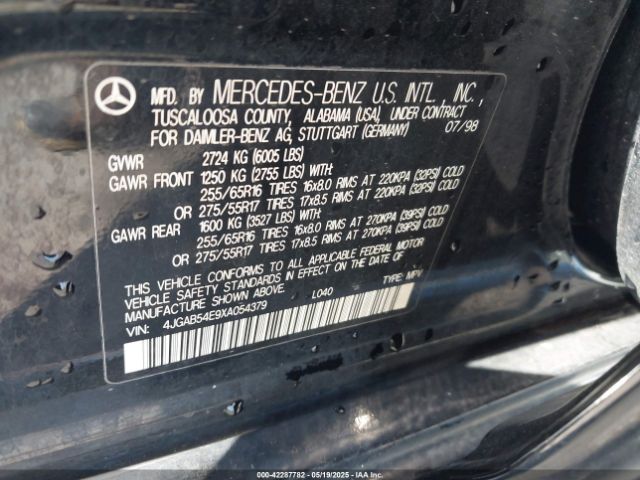 MFD. BY MERCEDES-BENZ U.S. INTL., INC.,
TUSCALOOSA COUNTY, ALABAMA (USA), UNDER CONTRACT
FOR DAIMLER-BENZ AG, STUTTGART (GERMANY) 07/98
GVWR 2724 KG (6005 LBS)
GAWR FRONT 1250 KG (2755 LBS) WITH:
255/65R16 TIRES 16x8.0 RIMS AT 220KPA (32PSI) COLD
OR 275/55R17 TIRES 17x8.5 RIMS AT 220KPA (32PSI) COLD
GAWR REAR 1600 KG (3527 LBS) WITH:
255/65R16 TIRES 16x8.0 RIMS AT 270KPA (39PSI) COLD
OR 275/55R17 TIRES 17x8.5 RIMS AT 270KPA (39PSI) COLD
THIS VEHICLE CONFORMS TO ALL APPLICABLE FEDERAL MOTOR
VEHICLE SAFETY STANDARDS IN EFFECT ON THE DATE OF
MANUFACTURE SHOWN ABOVE. L040 TYPE: MPV
VIN: 4JGAB54E9XA054379
000-42287782 - 05/19/2025 - IAAI.COM